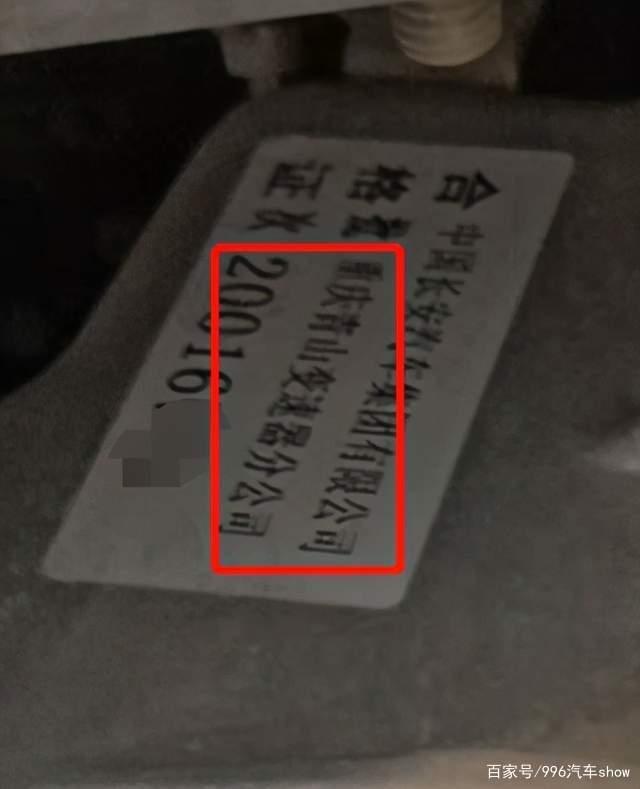 合格证
中国长安汽车集团有限公司
重庆青山变速器分公司
20016
百家号/996汽车show